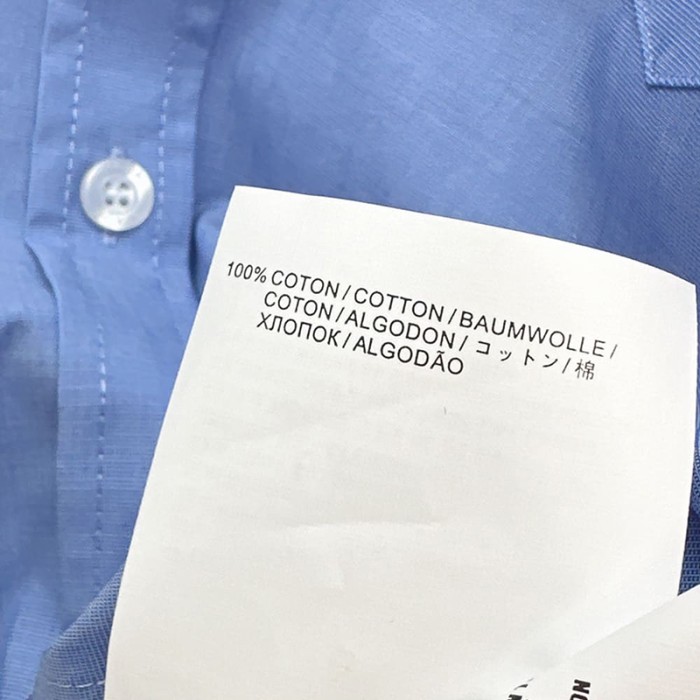 100% COTON / COTTON / BAUMWOLLE /
COTON / ALGODON / コットン / 棉
ХЛОПОК / ALGODÃO